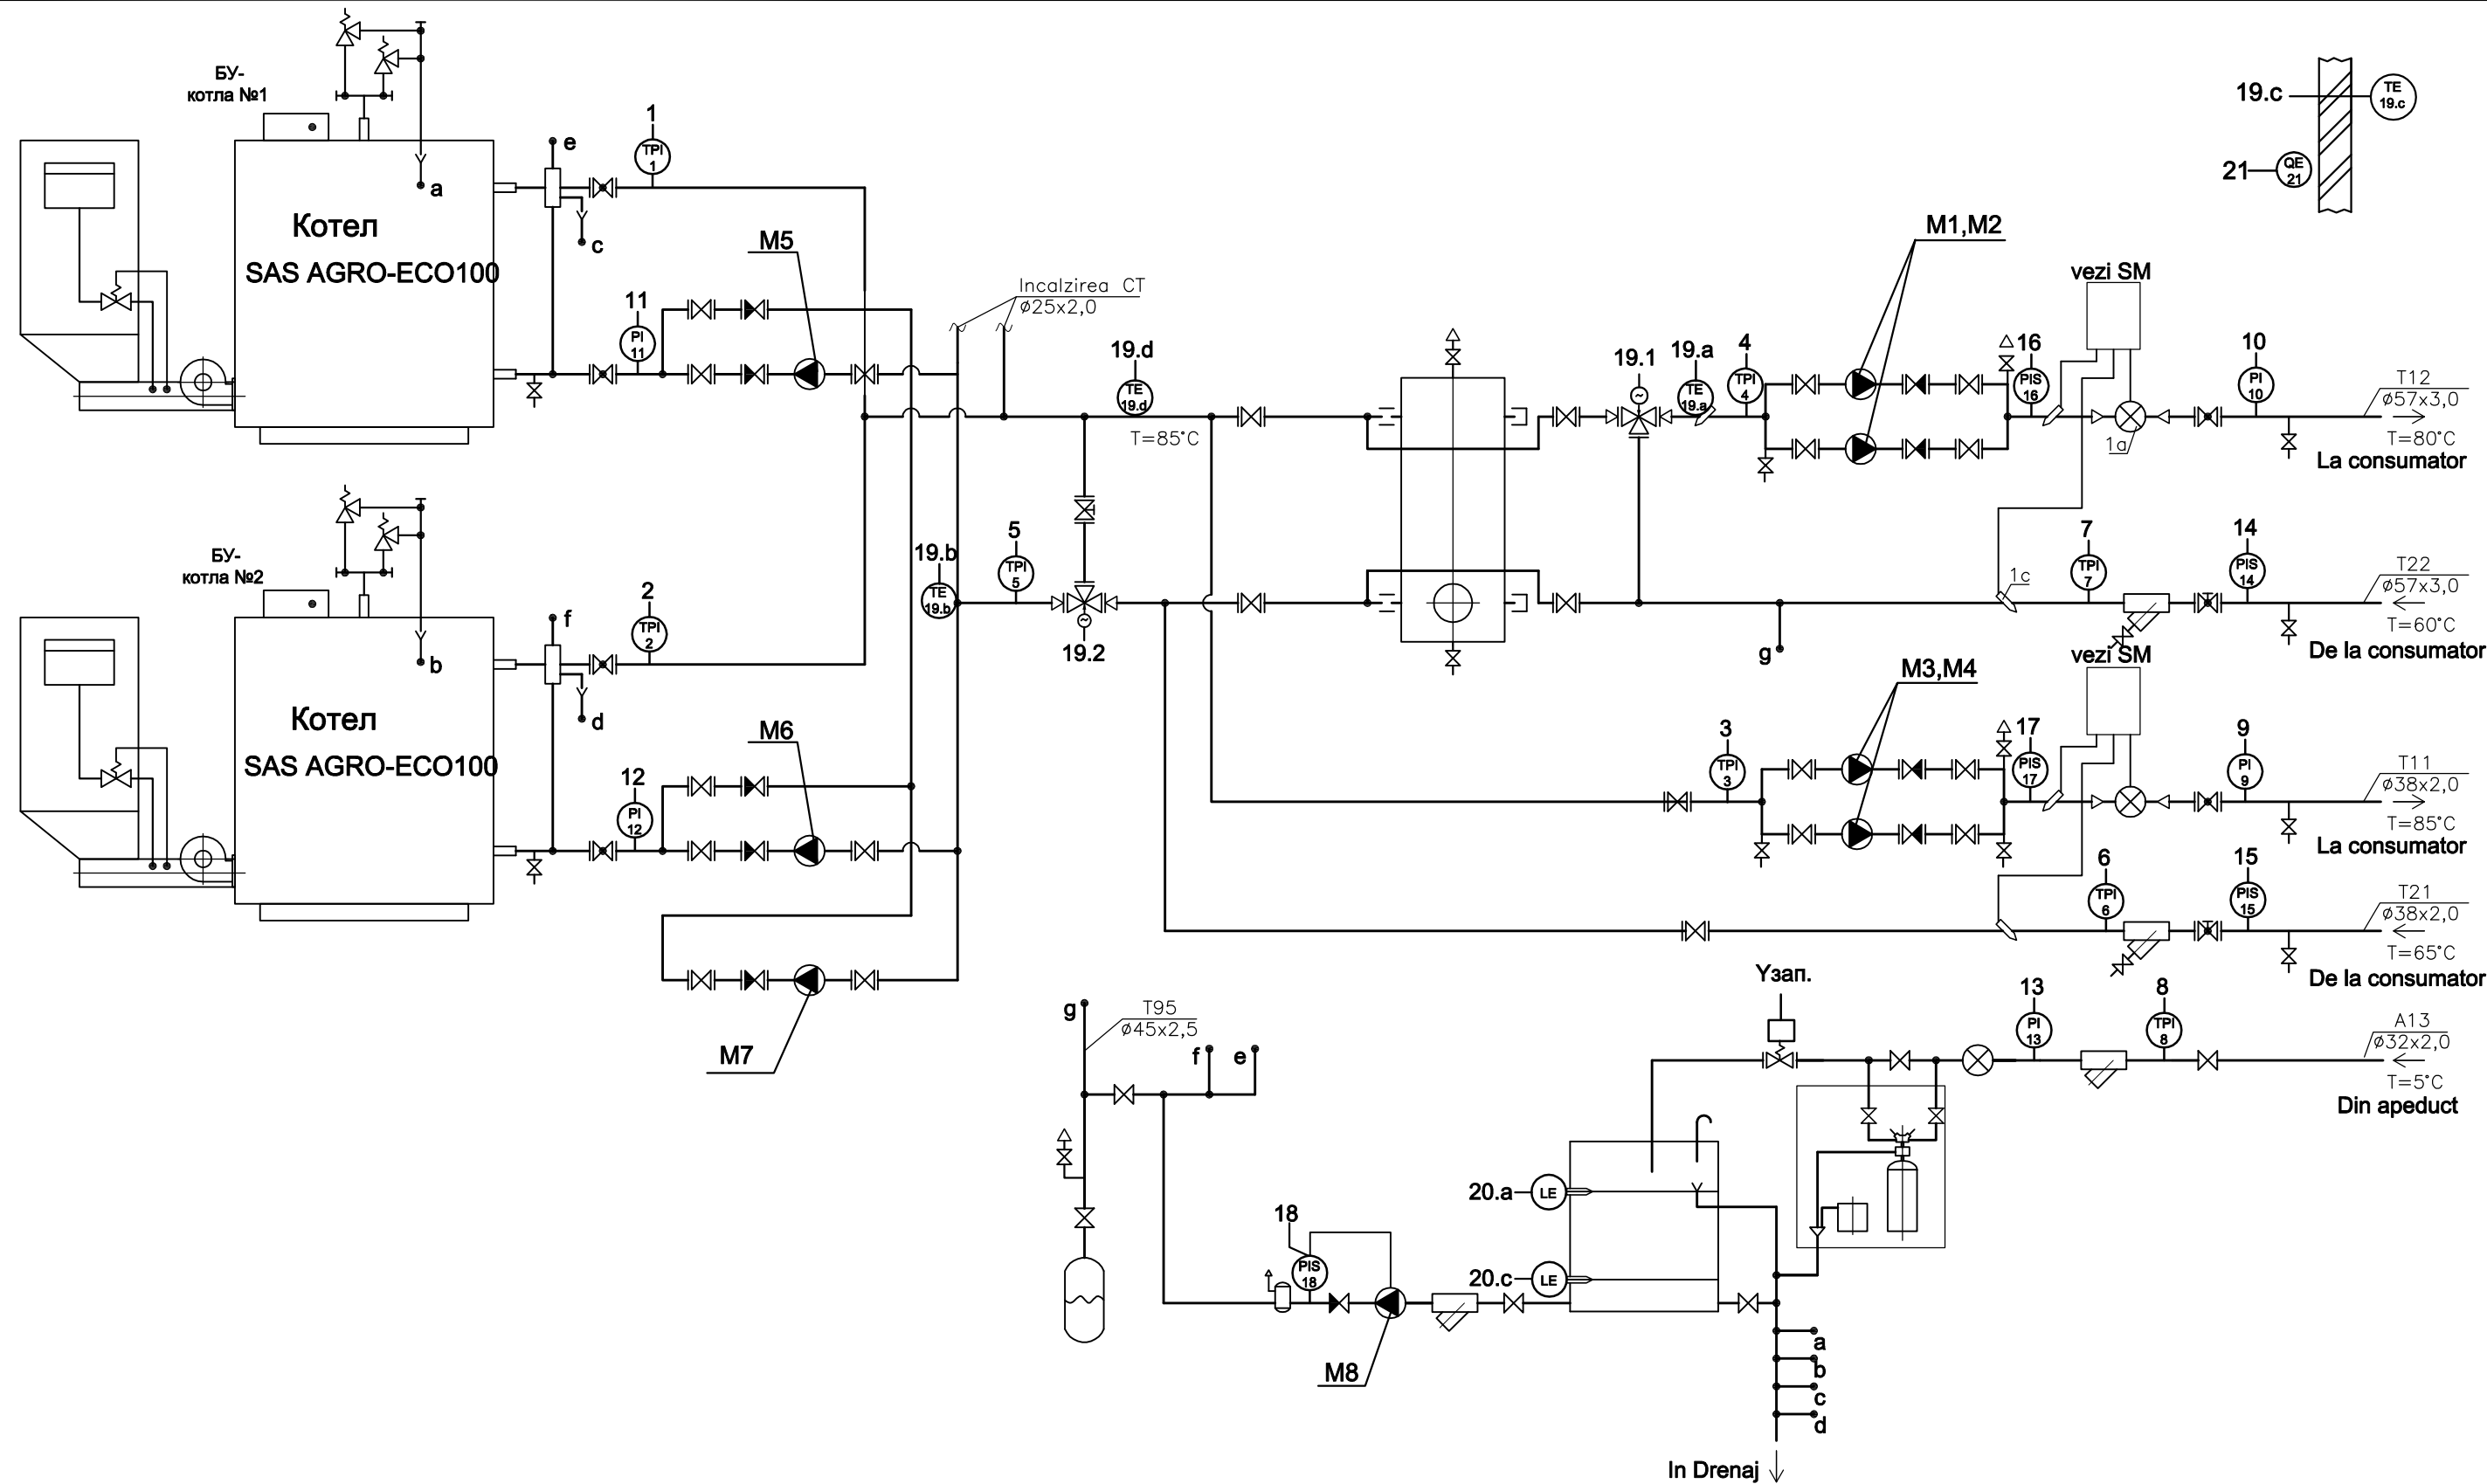 БУ-
котла №1
Котел
SAS AGRO-ECO100
a
e
c
1
TPI
1
11
PI
11
M5
Incalzirea CT
ø25x2,0
19.d
TE
19.d
T=85°C
19.1
19.a
TE
19.a
4
TPI
4
M1,M2
16
PIS
16
vezi SM
1a
10
PI
10
T12
ø57x3,0
T=80°C
La consumator
19.c
TE
19.c
21
QE
21
БУ-
котла №2
Котел
SAS AGRO-ECO100
b
f
d
2
TPI
2
12
PI
12
M6
M7
19.b
TE
19.b
5
TPI
5
19.2
g
1c
7
TPI
7
14
PIS
14
T22
ø57x3,0
T=60°C
De la consumator
vezi SM
M3,M4
3
TPI
3
17
PIS
17
9
PI
9
T11
ø38x2,0
T=85°C
La consumator
6
TPI
6
15
PIS
15
T21
ø38x2,0
T=65°C
De la consumator
g
T95
ø45x2,5
f
e
Yзап.
13
PI
13
8
TPI
8
A13
ø32x2,0
T=5°C
Din apeduct
20.a
LE
20.c
LE
18
PIS
18
M8
a
b
c
d
In Drenaj